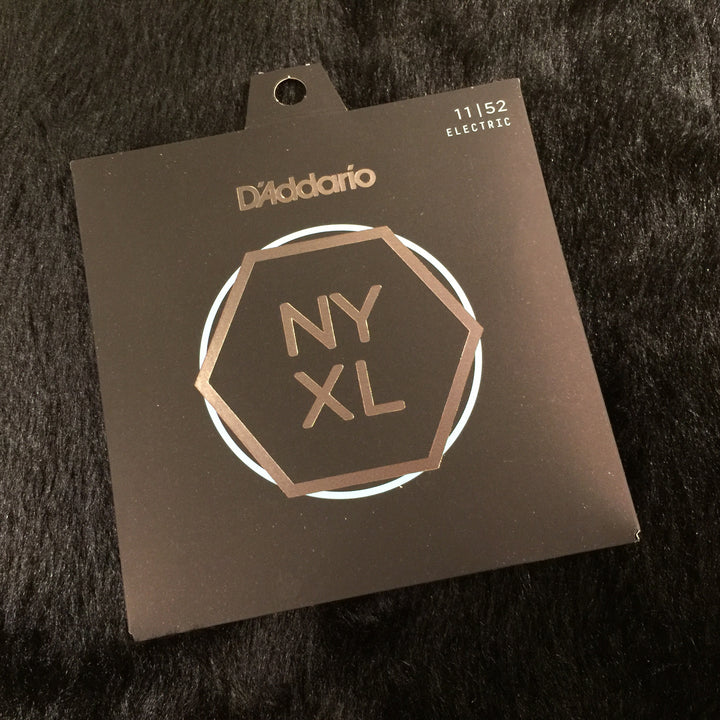 11|52
ELECTRIC
D'Addario
NY
XL